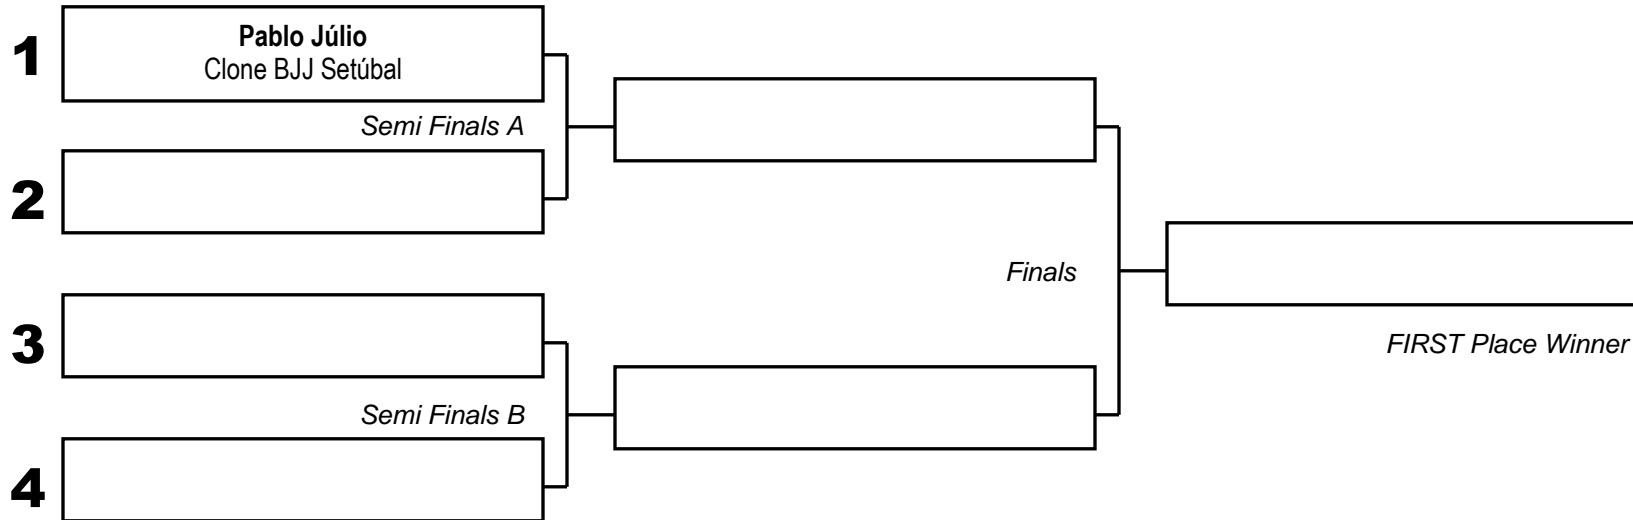 1
Pablo Júlio
Clone BJJ Setúbal
Semi Finals A
2
Finals
3
FIRST Place Winner
Semi Finals B
4